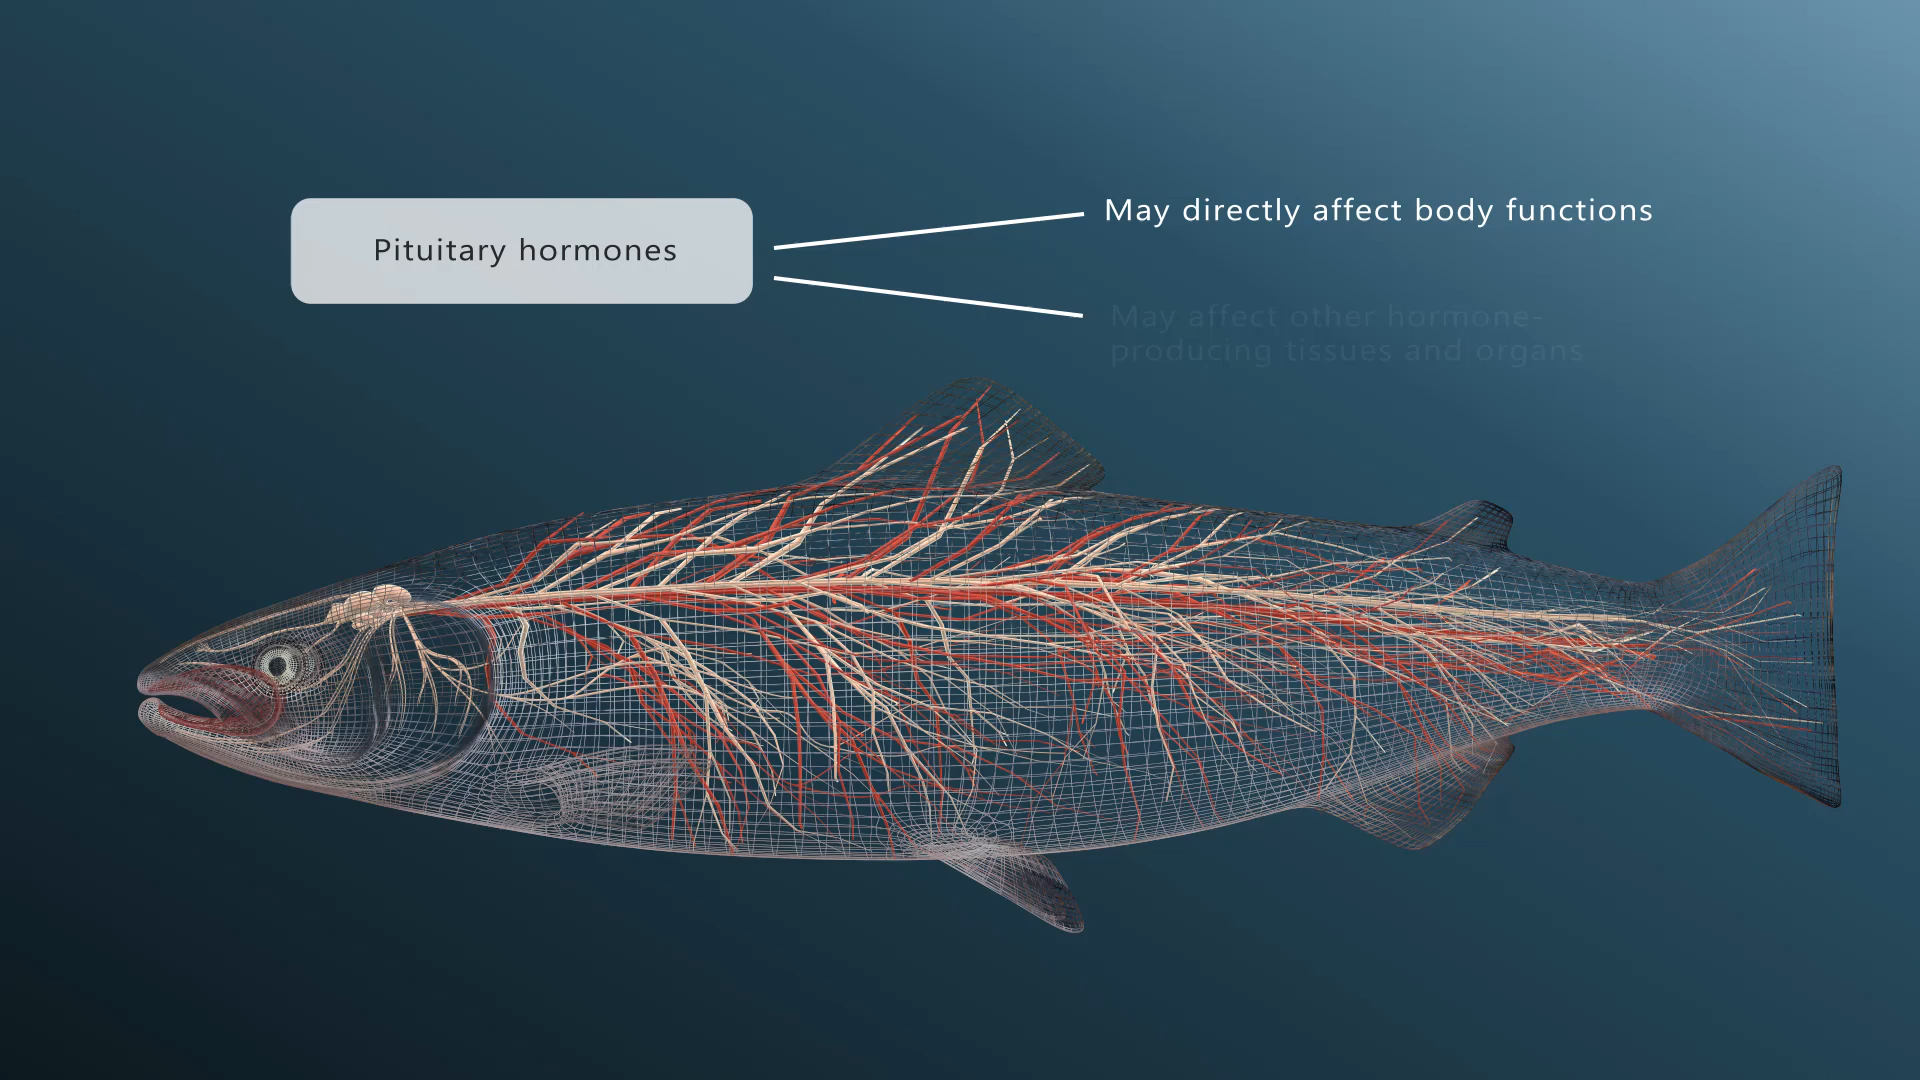 Pituitary hormones
May directly affect body functions
May affect other hormone-
producing tissues and organs